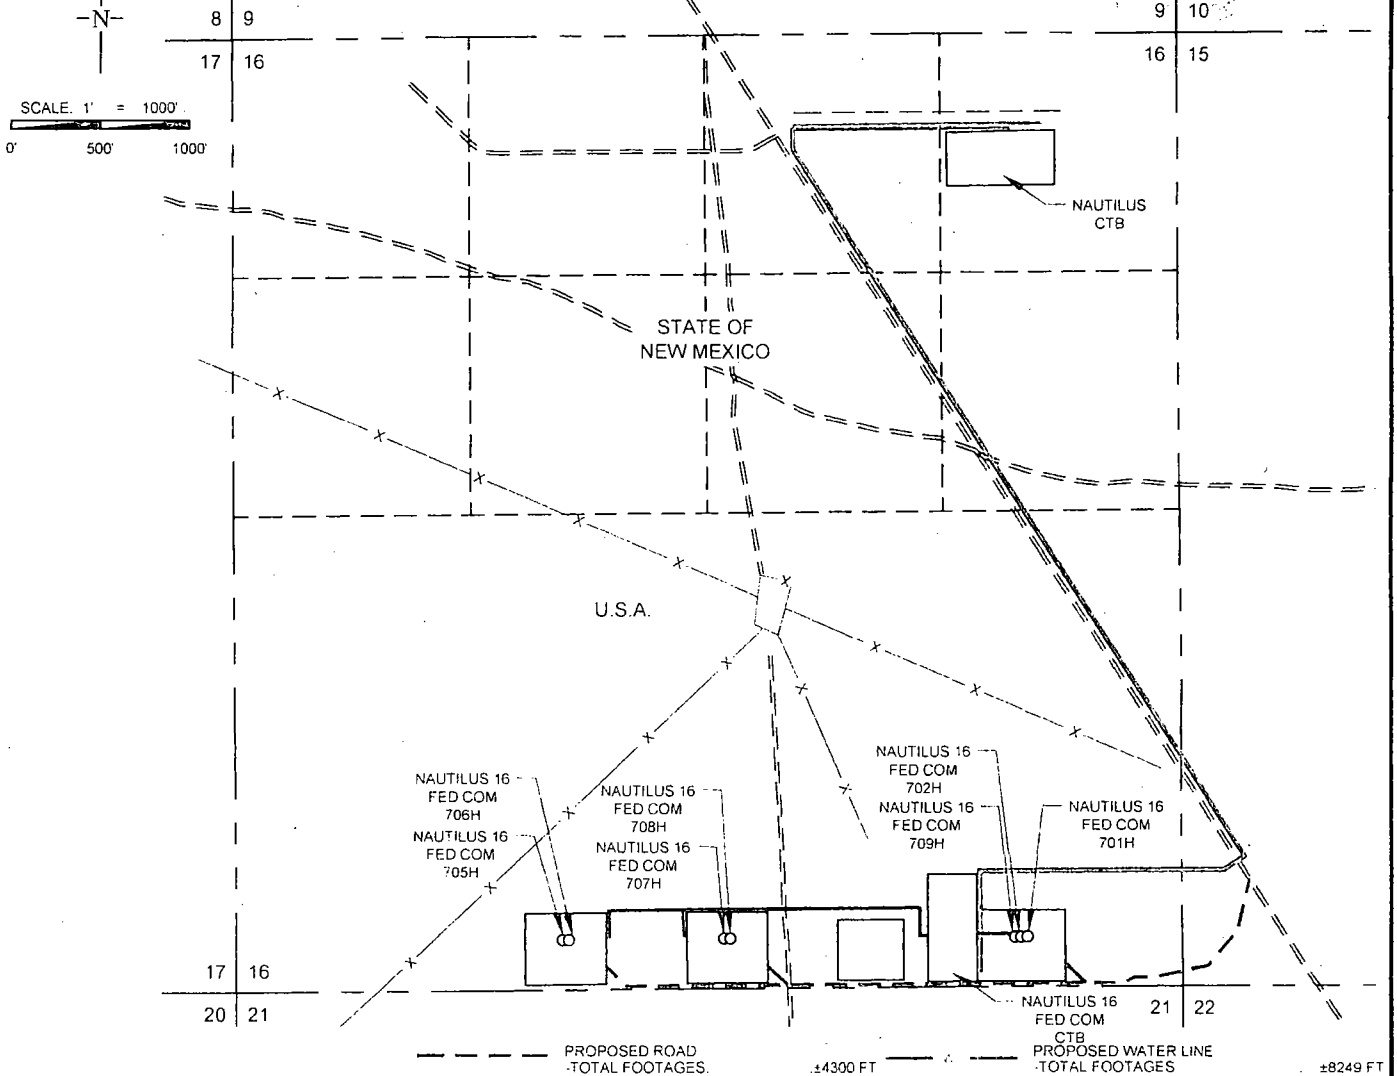 -N-
8 9
17 16
9 10
16 15
SCALE. 1' = 1000'
0' 500' 1000'
NAUTILUS
CTB
STATE OF
NEW MEXICO
U.S.A.
NAUTILUS 16
FED COM
706H
NAUTILUS 16
FED COM
705H
NAUTILUS 16
FED COM
708H
NAUTILUS 16
FED COM
707H
NAUTILUS 16
FED COM
702H
NAUTILUS 16
FED COM
709H
NAUTILUS 16
FED COM
701H
17 16
20 21
21 22
NAUTILUS 16
FED COM
CTB
PROPOSED ROAD
-TOTAL FOOTAGES. ±4300 FT
PROPOSED WATER LINE
-TOTAL FOOTAGES ±8249 FT